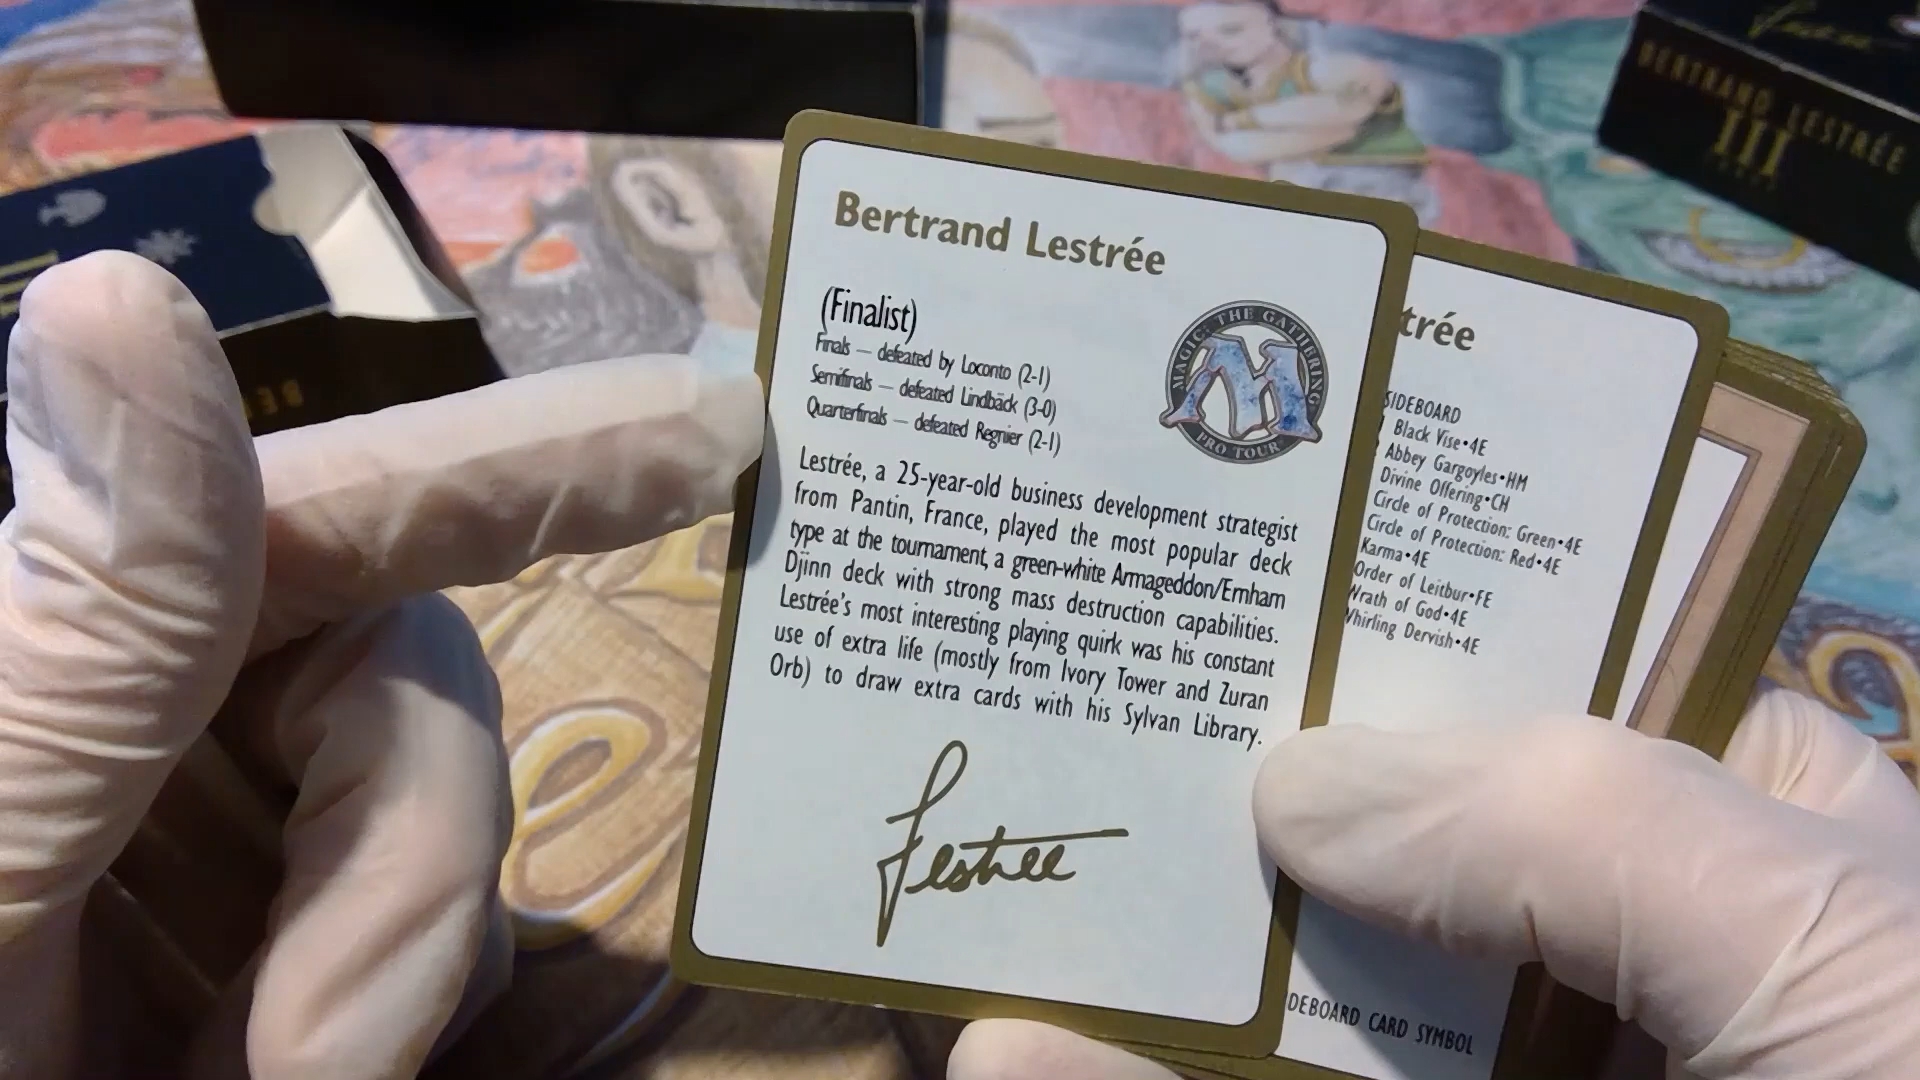 BERTRAND LESTRÉE
III
Bertrand Lestrée
(Finalist)
Finals — defeated by Loconto (2-1)
Semifinals — defeated Lindbäck (3-0)
Quarterfinals — defeated Regnier (2-1)
MAGIC: THE GATHERING
PRO TOUR
Lestrée, a 25-year-old business development strategist
from Pantin, France, played the most popular deck
type at the tournament, a green-white Armageddon/Ernham
Djinn deck with strong mass destruction capabilities.
Lestrée's most interesting playing quirk was his constant
use of extra life (mostly from Ivory Tower and Zuran
Orb) to draw extra cards with his Sylvan Library.
Lestrée
trée
SIDEBOARD
Black Vise•4E
Abbey Gargoyles•HM
Divine Offering•CH
Circle of Protection: Green•4E
Circle of Protection: Red•4E
Karma•4E
Order of Leitbur•FE
Wrath of God•4E
Whirling Dervish•4E
DEBOARD CARD SYMBOL